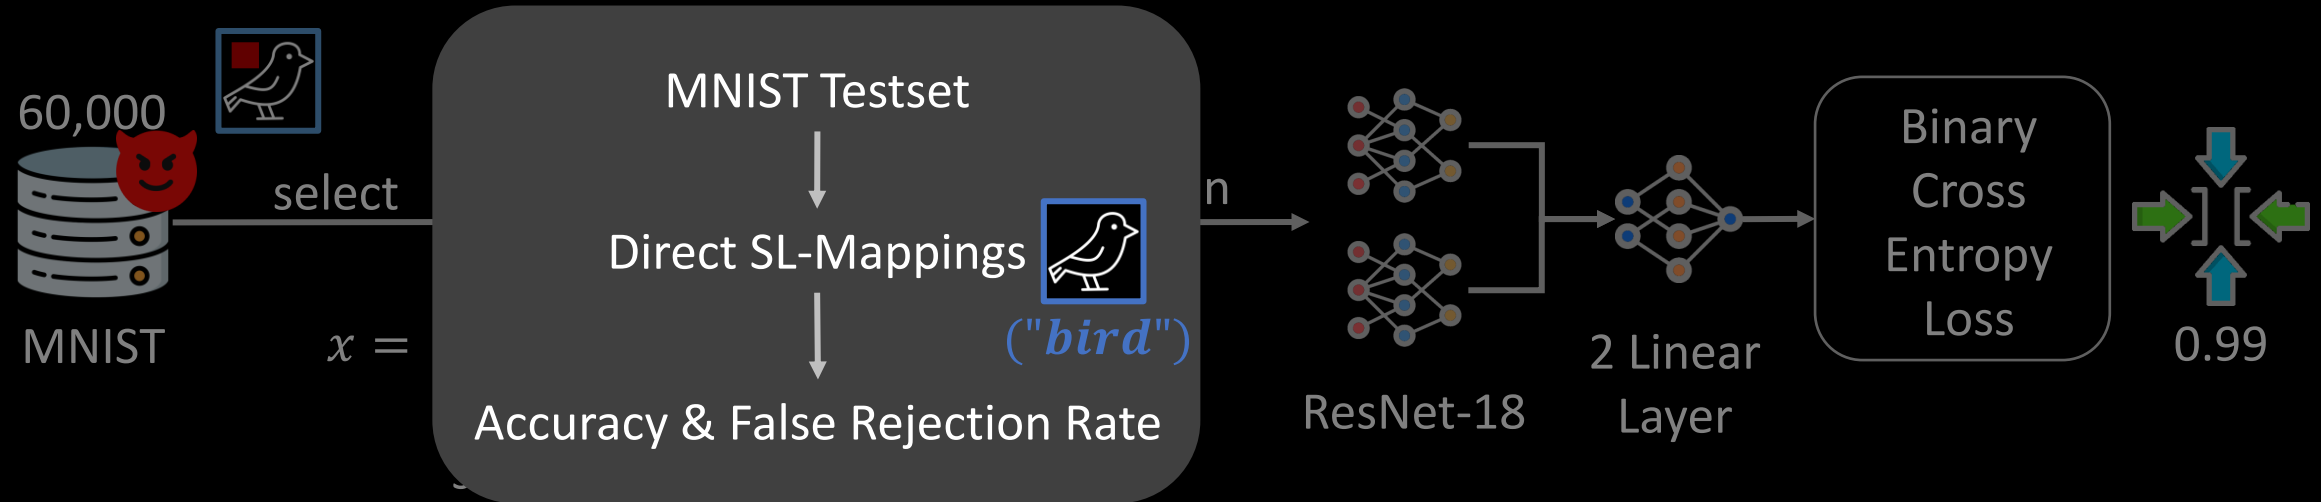 60,000
MNIST
select
x =
MNIST Testset
Direct SL-Mappings
("bird")
Accuracy & False Rejection Rate
n
ResNet-18
2 Linear
Layer
Binary
Cross
Entropy
Loss
0.99